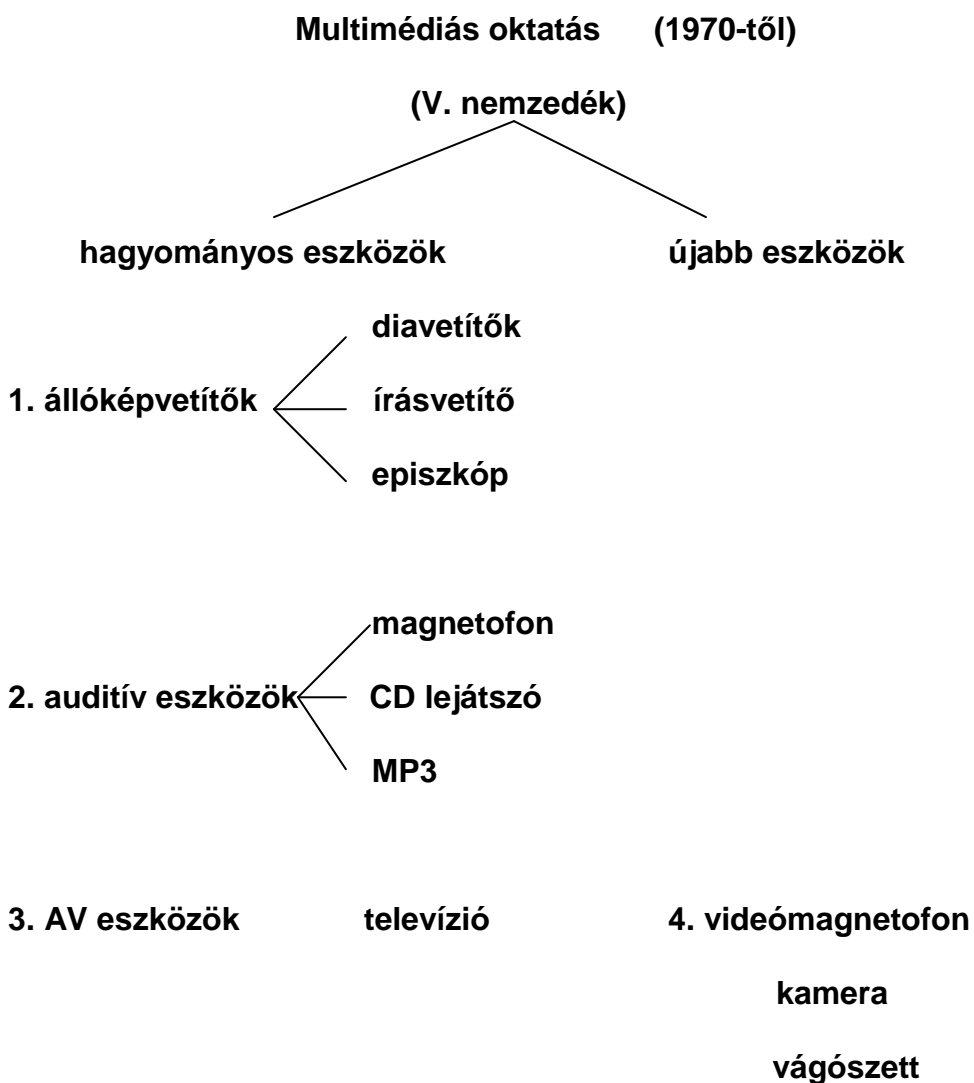 Multimédiás oktatás (1970-től)
(V. nemzedék)
hagyományos eszközök újabb eszközök
diavetítők
1. állóképvetítők írásvetítő
episzkóp
magnetofon
2. auditív eszközök CD lejátszó
MP3
3. AV eszközök televízió 4. videómagnetofon
kamera
vágószett